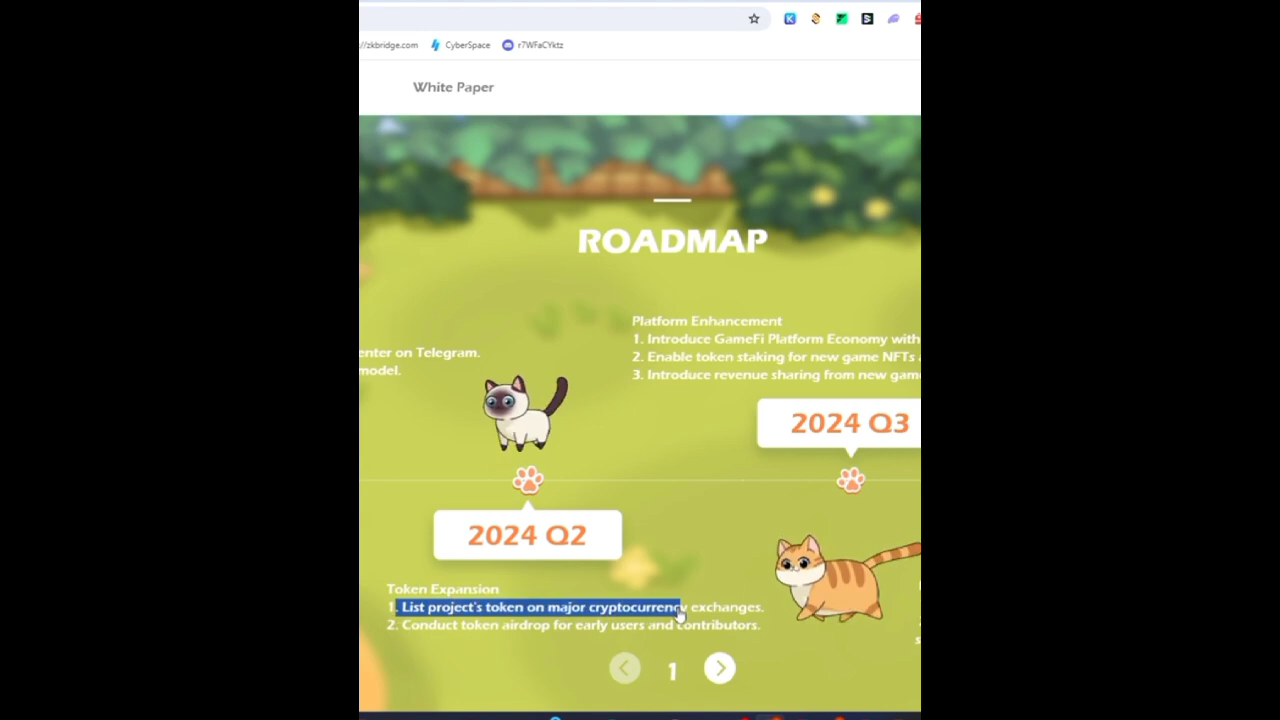 //zkbridge.com CyberSpace r7WFaCYktz
White Paper
ROADMAP
enter on Telegram.
model.
Platform Enhancement
1. Introduce GameFi Platform Economy with
2. Enable token staking for new game NFTs
3. Introduce revenue sharing from new gam
2024 Q3
2024 Q2
Token Expansion
1. List project's token on major cryptocurrency exchanges.
2. Conduct token airdrop for early users and contributors.
1